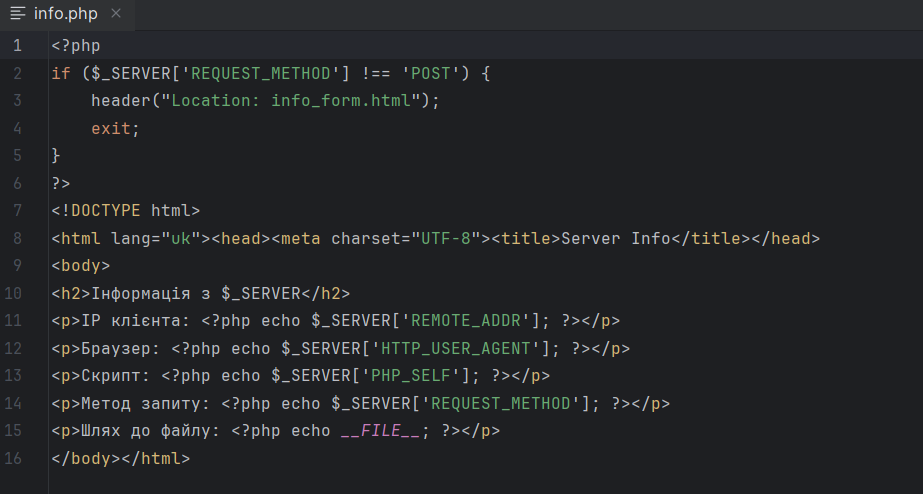 info.php
1 <?php
2 if ($_SERVER['REQUEST_METHOD'] !== 'POST') {
3     header("Location: info_form.html");
4     exit;
5 }
6 ?>
7 <!DOCTYPE html>
8 <html lang="uk"><head><meta charset="UTF-8"><title>Server Info</title></head>
9 <body>
10 <h2>Інформація з $_SERVER</h2>
11 <p>IP клієнта: <?php echo $_SERVER['REMOTE_ADDR']; ?></p>
12 <p>Браузер: <?php echo $_SERVER['HTTP_USER_AGENT']; ?></p>
13 <p>Скрипт: <?php echo $_SERVER['PHP_SELF']; ?></p>
14 <p>Метод запиту: <?php echo $_SERVER['REQUEST_METHOD']; ?></p>
15 <p>Шлях до файлу: <?php echo __FILE__; ?></p>
16 </body></html>